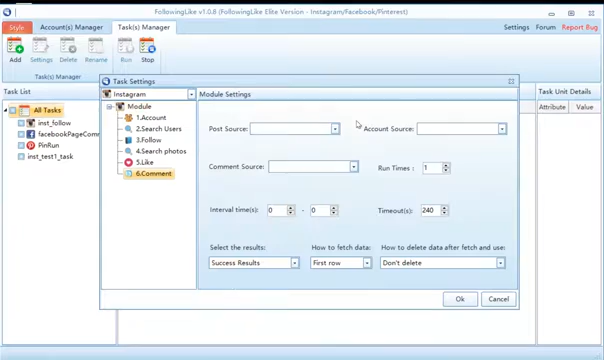 FollowingLike v1.0.8 (FollowingLike Elite Version - Instagram/Facebook/Pinterest)
Style Account(s) Manager Task(s) Manager Settings Forum Report Bug
Add Settings Delete Rename Run Stop
Task(s) Manager Run
Task List
All Tasks
inst_follow
facebookPageComm
PinRun
inst_test1_task
Task Settings
Instagram
Module
1.Account
2.Search Users
3.Follow
4.Search photos
5.Like
6.Comment
Module Settings
Post Source: Account Source:
Comment Source: Run Times : 1
Interval time(s): 0 - 0 Timeout(s): 240
Select the results: How to fetch data: How to delete data after fetch and use:
Success Results First row Don't delete
Ok Cancel
Task Unit Details
Attribute Value